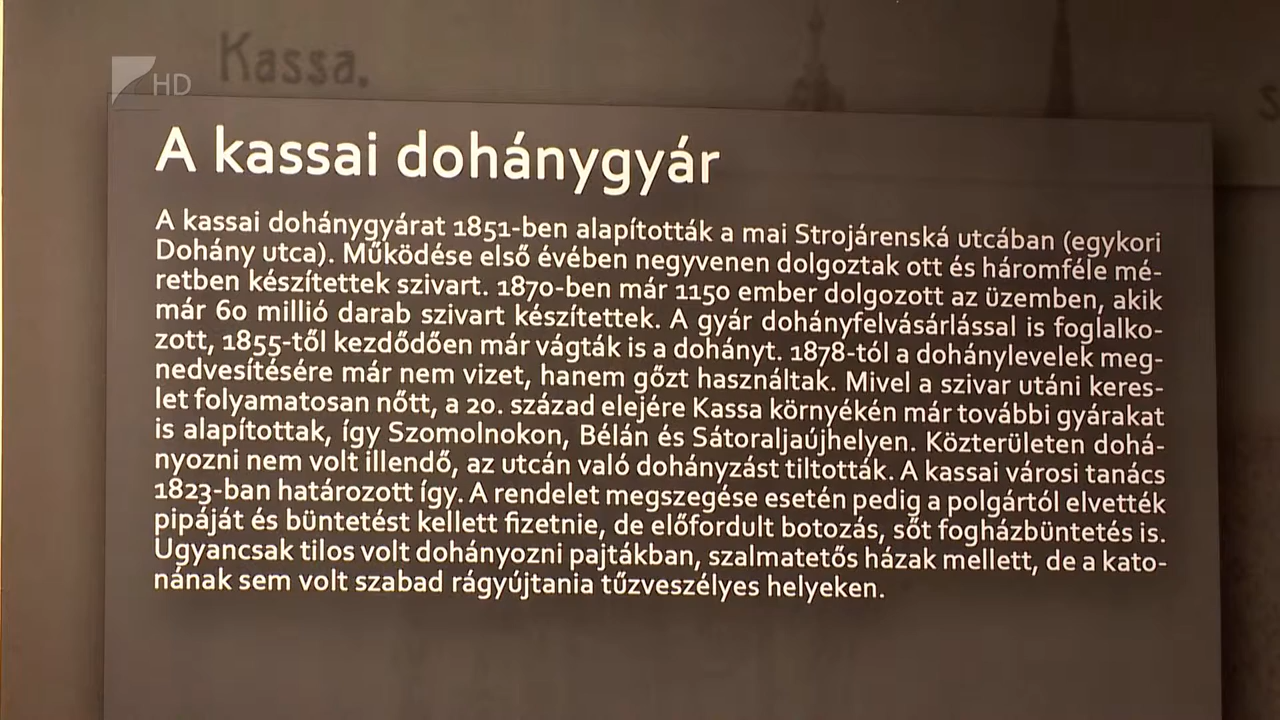 Kassa.
HD
A kassai dohánygyár
A kassai dohánygyárat 1851-ben alapították a mai Strojárenská utcában (egykori
Dohány utca). Működése első évében negyvenen dolgoztak ott és háromféle mé-
retben készítettek szivart. 1870-ben már 1150 ember dolgozott az üzemben, akik
már 60 millió darab szivart készítettek. A gyár dohányfelvásárlással is foglalko-
zott, 1855-től kezdődően már vágták is a dohányt. 1878-tól a dohánylevelek meg-
nedvesítésére már nem vizet, hanem gőzt használtak. Mivel a szivar utáni keres-
let folyamatosan nőtt, a 20. század elejére Kassa környékén már további gyárakat
is alapítottak, így Szomolnokon, Bélán és Sátoraljaújhelyen. Közterületen dohá-
nyozni nem volt illendő, az utcán való dohányzást tiltották. A kassai városi tanács
1823-ban határozott így. A rendelet megszegése esetén pedig a polgártól elvették
pipáját és büntetést kellett fizetnie, de előfordult botozás, sőt fogházbüntetés is.
Ugyancsak tilos volt dohányozni pajtákban, szalmatetős házak mellett, de a kato-
nának sem volt szabad rágyújtania tűzveszélyes helyeken.